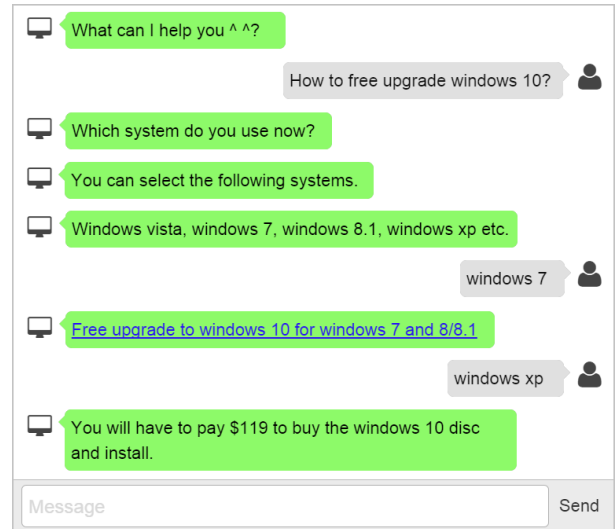 What can I help you ^ ^?
How to free upgrade windows 10?
Which system do you use now?
You can select the following systems.
Windows vista, windows 7, windows 8.1, windows xp etc.
windows 7
Free upgrade to windows 10 for windows 7 and 8/8.1
windows xp
You will have to pay $119 to buy the windows 10 disc
and install.
Message
Send